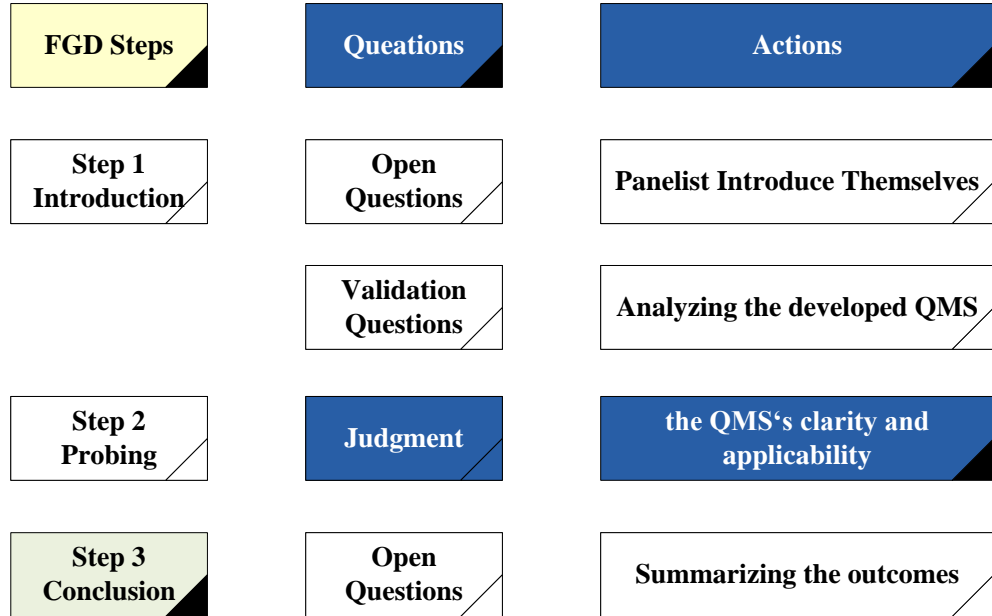 FGD Steps
Queations
Actions
Step 1
Introduction
Open
Questions
Panelist Introduce Themselves
Validation
Questions
Analyzing the developed QMS
Step 2
Probing
Judgment
the QMS‘s clarity and
applicability
Step 3
Conclusion
Open
Questions
Summarizing the outcomes